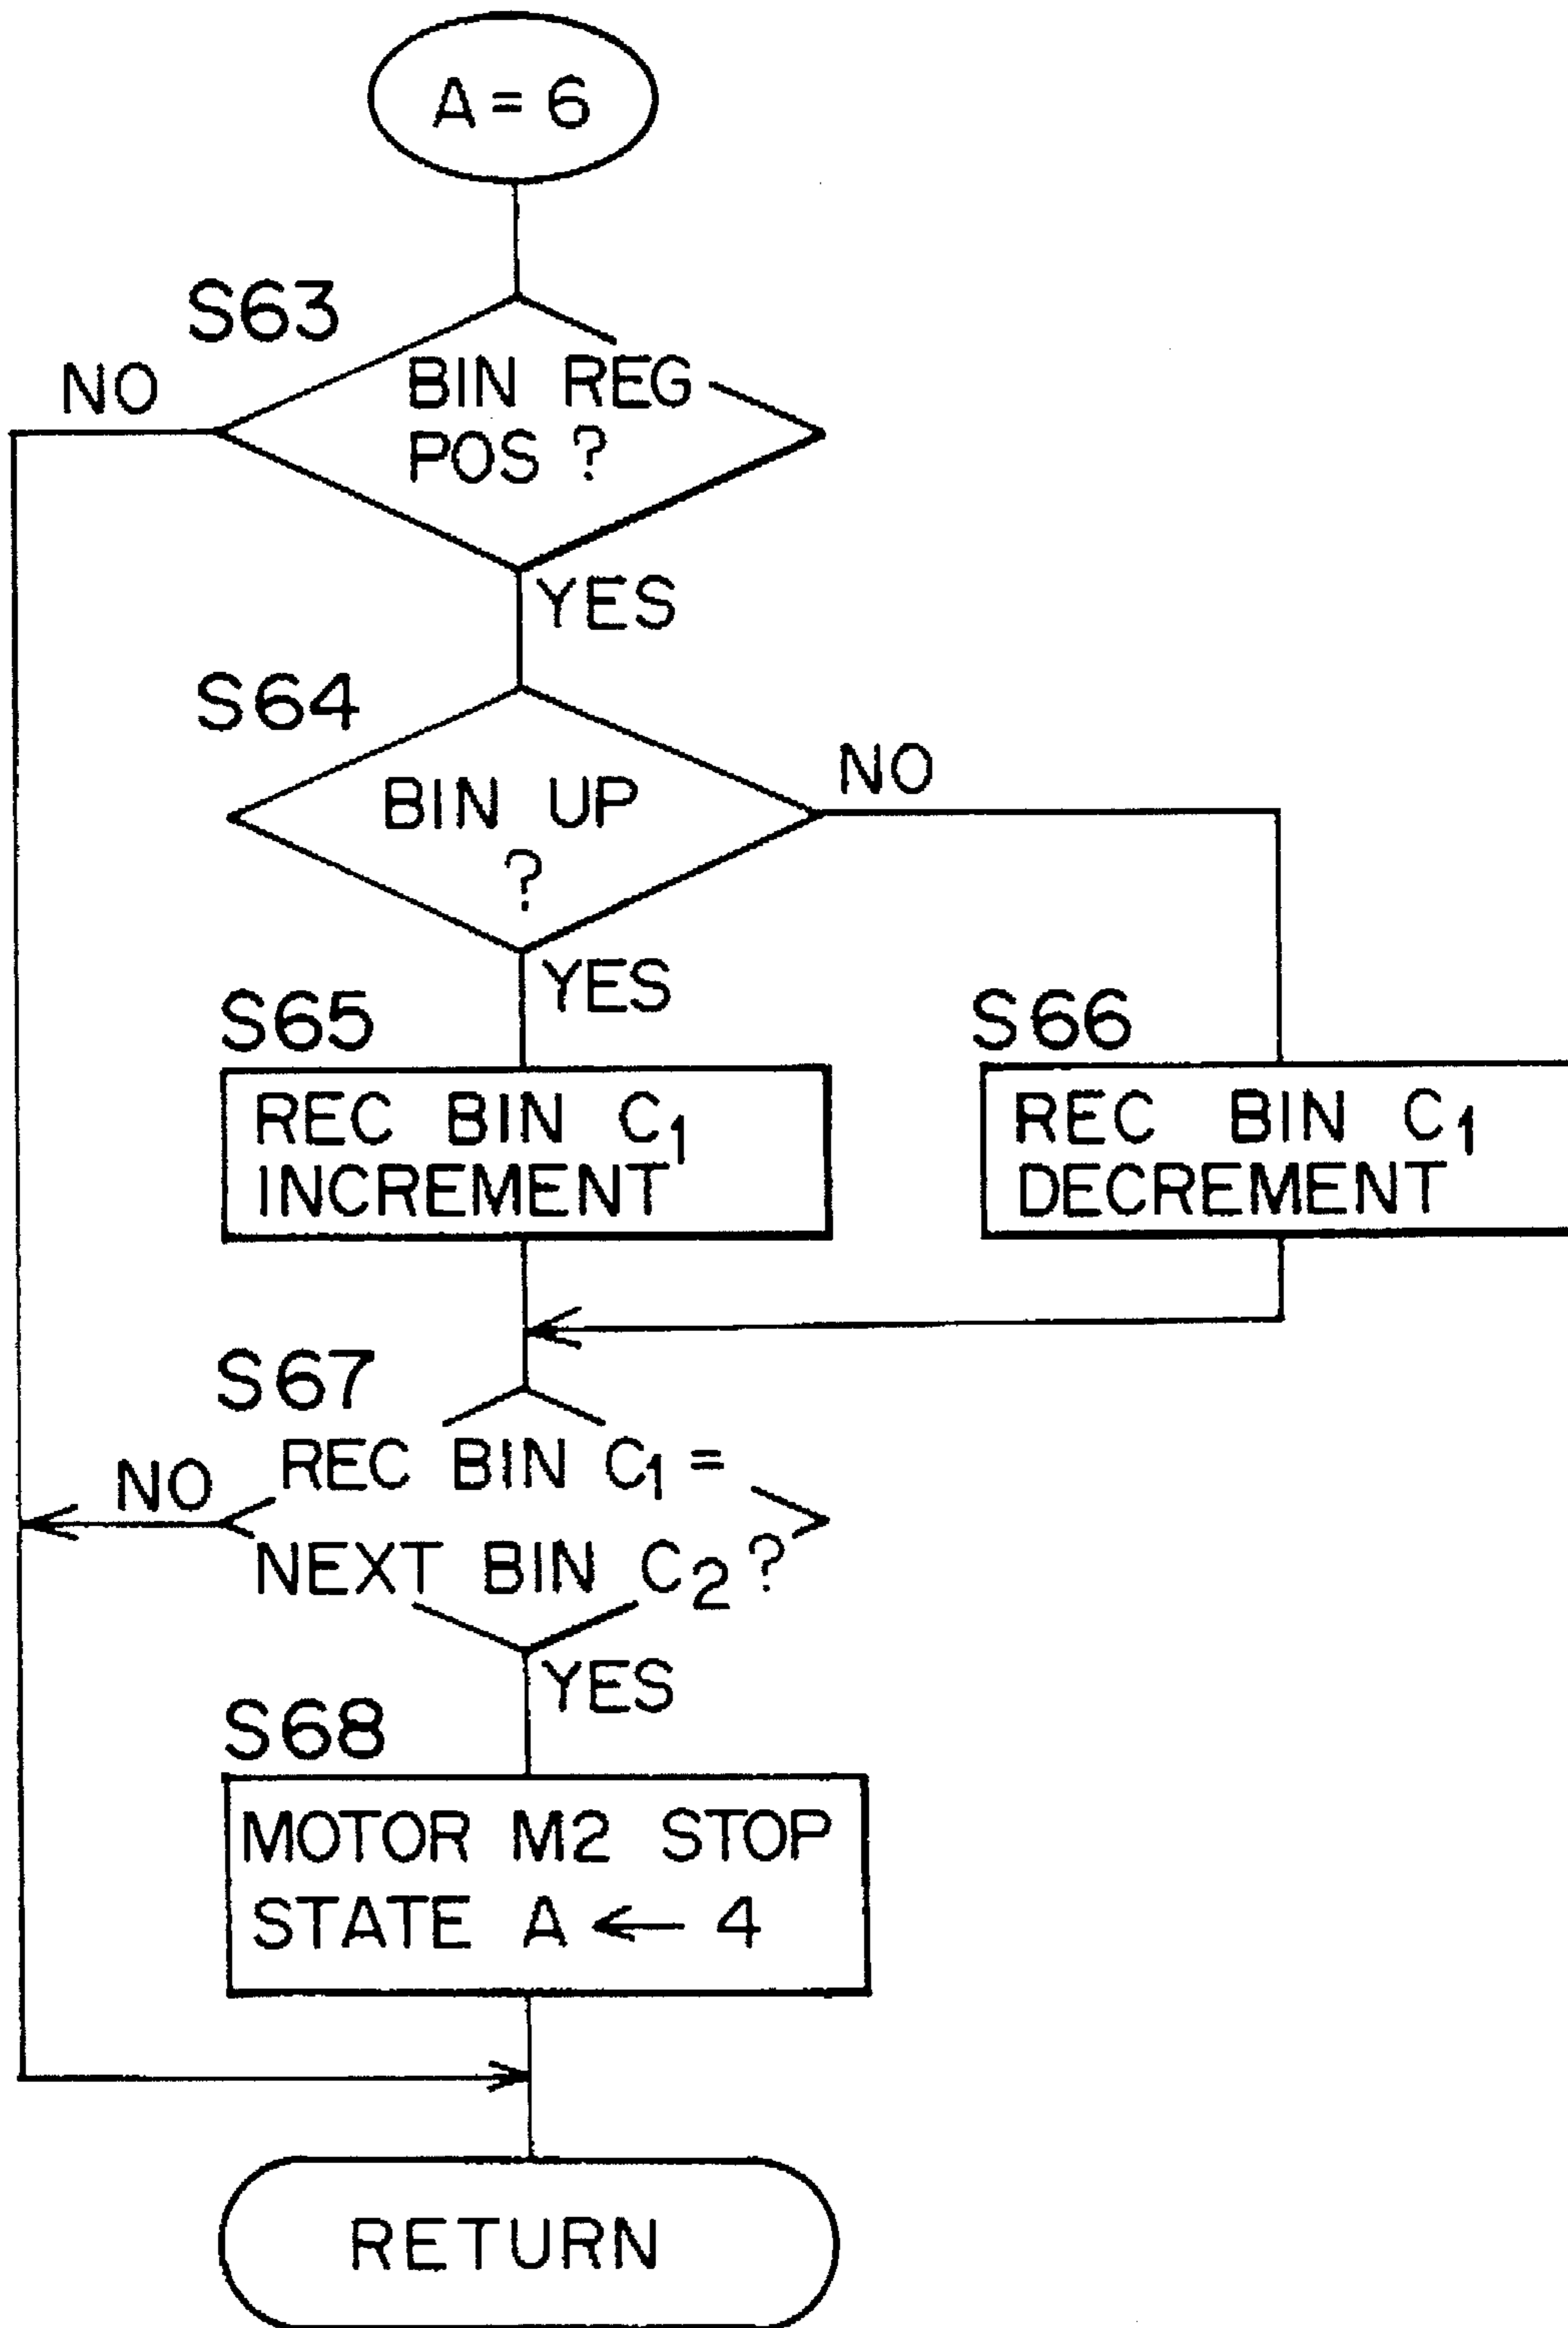 A = 6
S63
NO
BIN REG
POS ?
YES
S64
NO
BIN UP
?
YES
S65
S66
REC BIN C1
INCREMENT
REC BIN C1
DECREMENT
S67
NO
REC BIN C1 =
NEXT BIN C2 ?
YES
S68
MOTOR M2 STOP
STATE A ← 4
RETURN